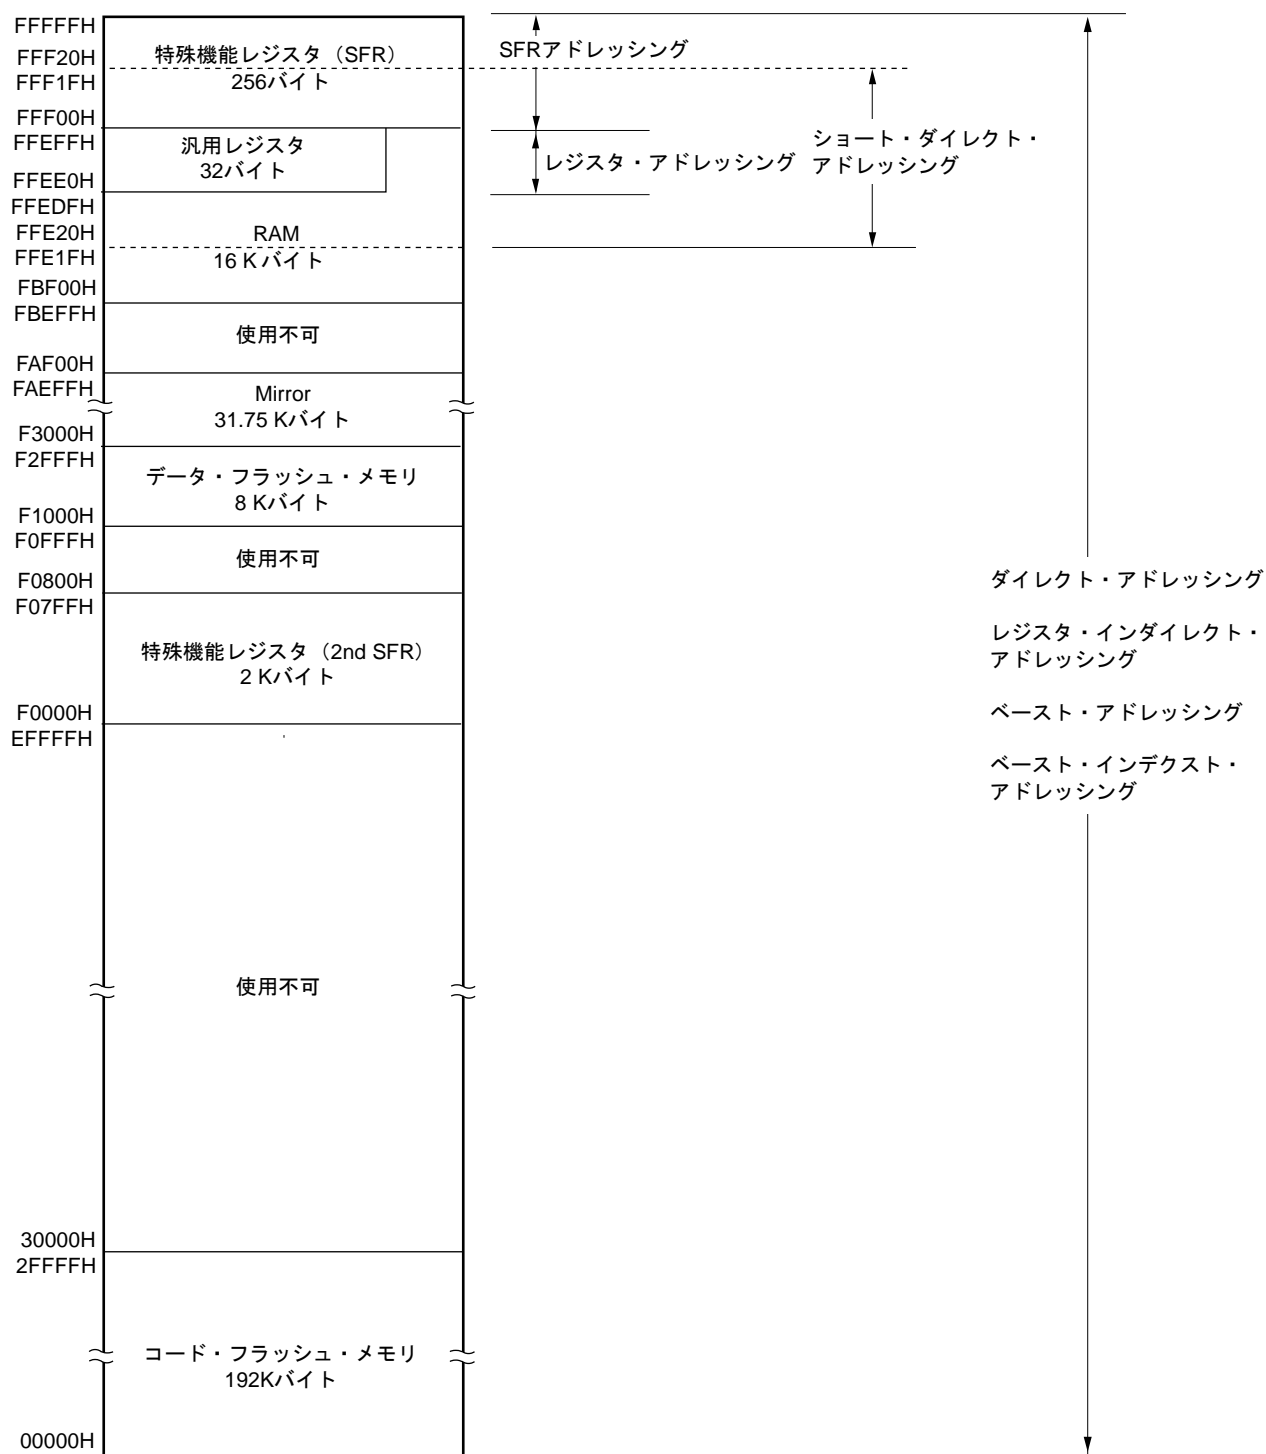 FFFFFH
FFF20H
FFF1FH
FFF00H
FFEFFH
FFEE0H
FFEDFH
FFE20H
FFE1FH
FBF00H
FBEFFH
FAF00H
FAEFFH
F3000H
F2FFFH
F1000H
F0FFFH
F0800H
F07FFH
F0000H
EFFFFH
30000H
2FFFFH
00000H
特殊機能レジスタ（SFR）
256バイト
汎用レジスタ
32バイト
RAM
16 Kバイト
使用不可
Mirror
31.75 Kバイト
データ・フラッシュ・メモリ
8 Kバイト
使用不可
特殊機能レジスタ（2nd SFR）
2 Kバイト
使用不可
コード・フラッシュ・メモリ
192Kバイト
SFRアドレッシング
レジスタ・アドレッシング
ショート・ダイレクト・
アドレッシング
ダイレクト・アドレッシング
レジスタ・インダイレクト・
アドレッシング
ベースト・アドレッシング
ベースト・インデクスト・
アドレッシング